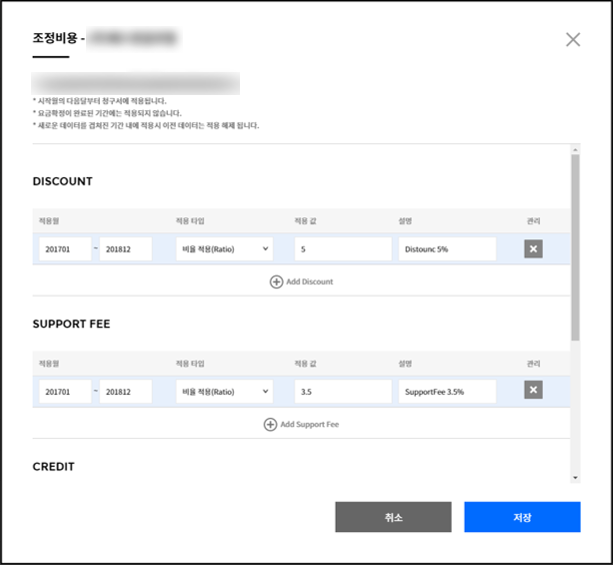 조정비용 -
* 시작월의 다음달부터 청구서에 적용됩니다.
* 요금확정이 완료된 기간에는 적용되지 않습니다.
* 새로운 데이터를 겹쳐진 기간 내에 적용시 이전 데이터는 적용 해제 됩니다.
DISCOUNT
적용월 적용 타입 적용 값 설명 관리
201701 ~ 201812 비율 적용(Ratio) 5 Distounc 5%
Add Discount
SUPPORT FEE
적용월 적용 타입 적용 값 설명 관리
201701 ~ 201812 비율 적용(Ratio) 3.5 SupportFee 3.5%
Add Support Fee
CREDIT
취소 저장